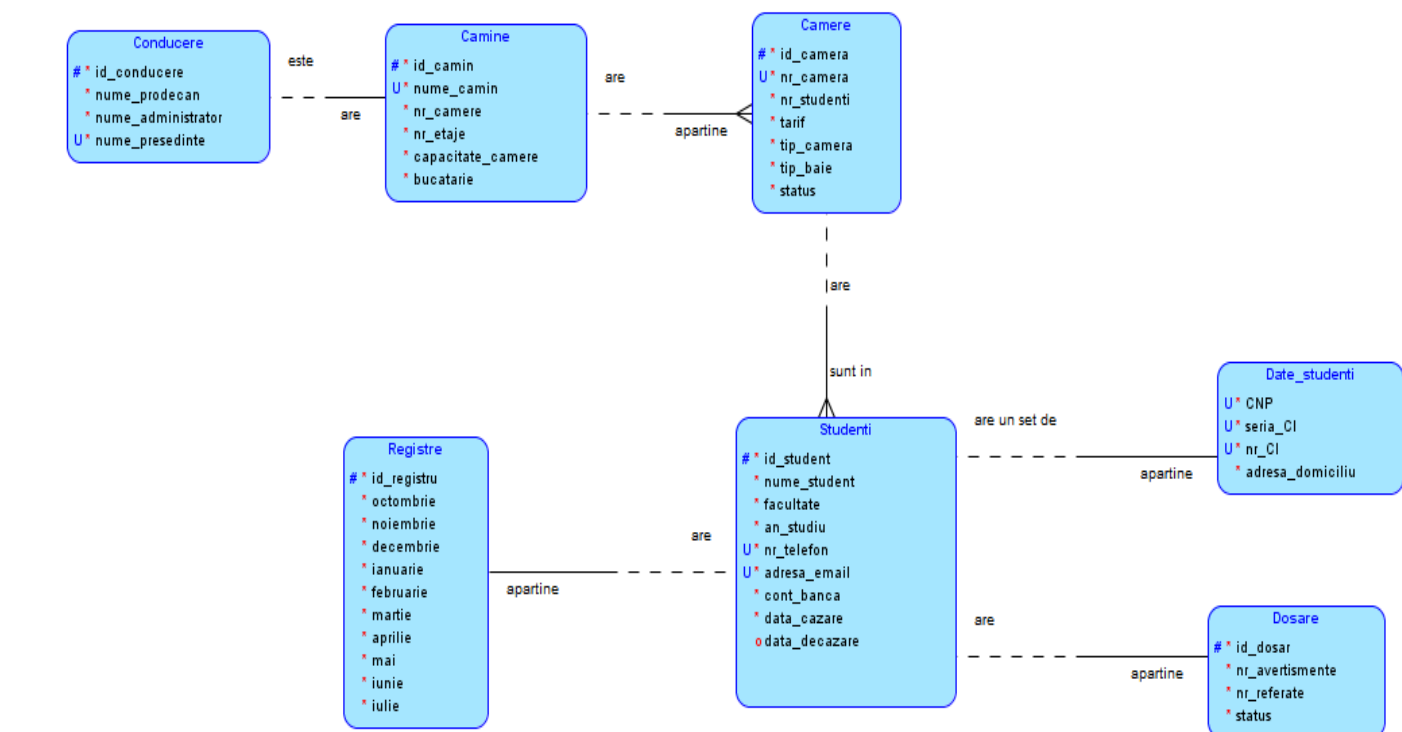 Conducere
# * id_conducere
* nume_prodecan
* nume_administrator
U * nume_presedinte
este
are
Camine
# * id_camin
U * nume_camin
* nr_camere
* nr_etaje
* capacitate_camere
* bucatarie
are
apartine
Camere
# * id_camera
U * nr_camera
* nr_studenti
* tarif
* tip_camera
* tip_baie
* status
are
sunt in
Registre
# * id_registru
* octombrie
* noiembrie
* decembrie
* ianuarie
* februarie
* martie
* aprilie
* mai
* iunie
* iulie
are
apartine
Studenti
# * id_student
* nume_student
* facultate
* an_studiu
U * nr_telefon
U * adresa_email
* cont_banca
* data_cazare
o data_decazare
are un set de
apartine
Date_studenti
U * CNP
U * seria_CI
U * nr_CI
* adresa_domiciliu
are
apartine
Dosare
# * id_dosar
* nr_avertismente
* nr_referate
* status